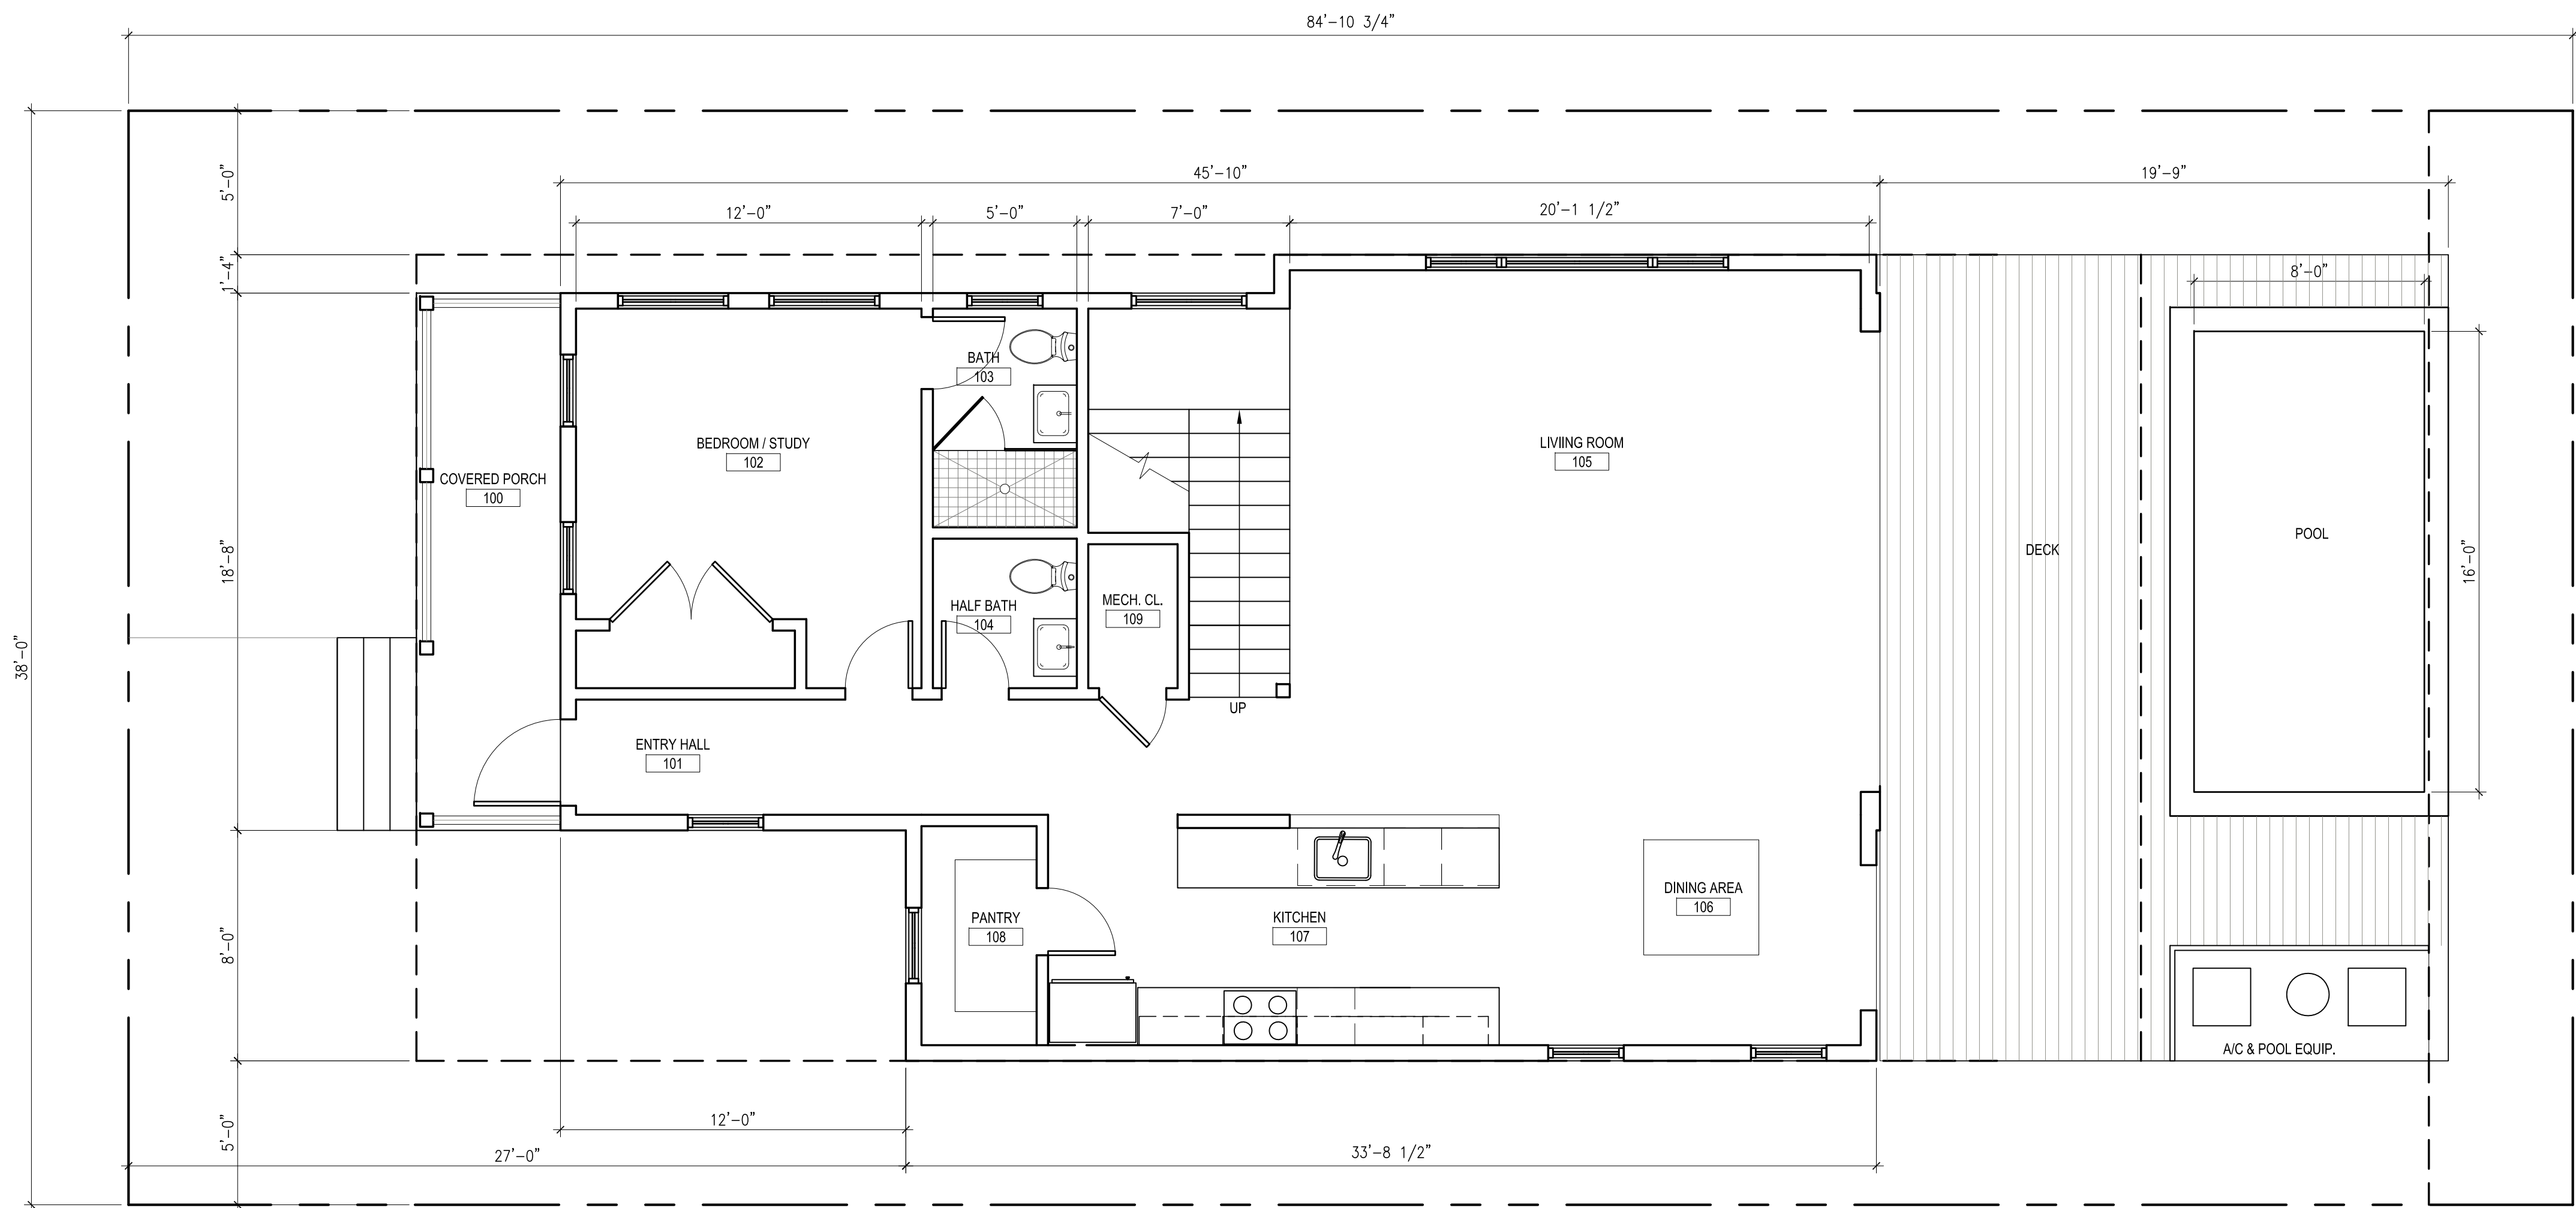 84'-10 3/4"
45'-10"
19'-9"
12'-0"
5'-0"
7'-0"
20'-1 1/2"
5'-0"
1'-4"
8'-0"
BATH
103
BEDROOM / STUDY
102
LIVIING ROOM
105
COVERED PORCH
100
POOL
DECK
16'-0"
18'-8"
38'-0"
HALF BATH
104
MECH. CL.
109
UP
ENTRY HALL
101
DINING AREA
106
PANTRY
108
KITCHEN
107
8'-0"
A/C & POOL EQUIP.
12'-0"
5'-0"
27'-0"
33'-8 1/2"